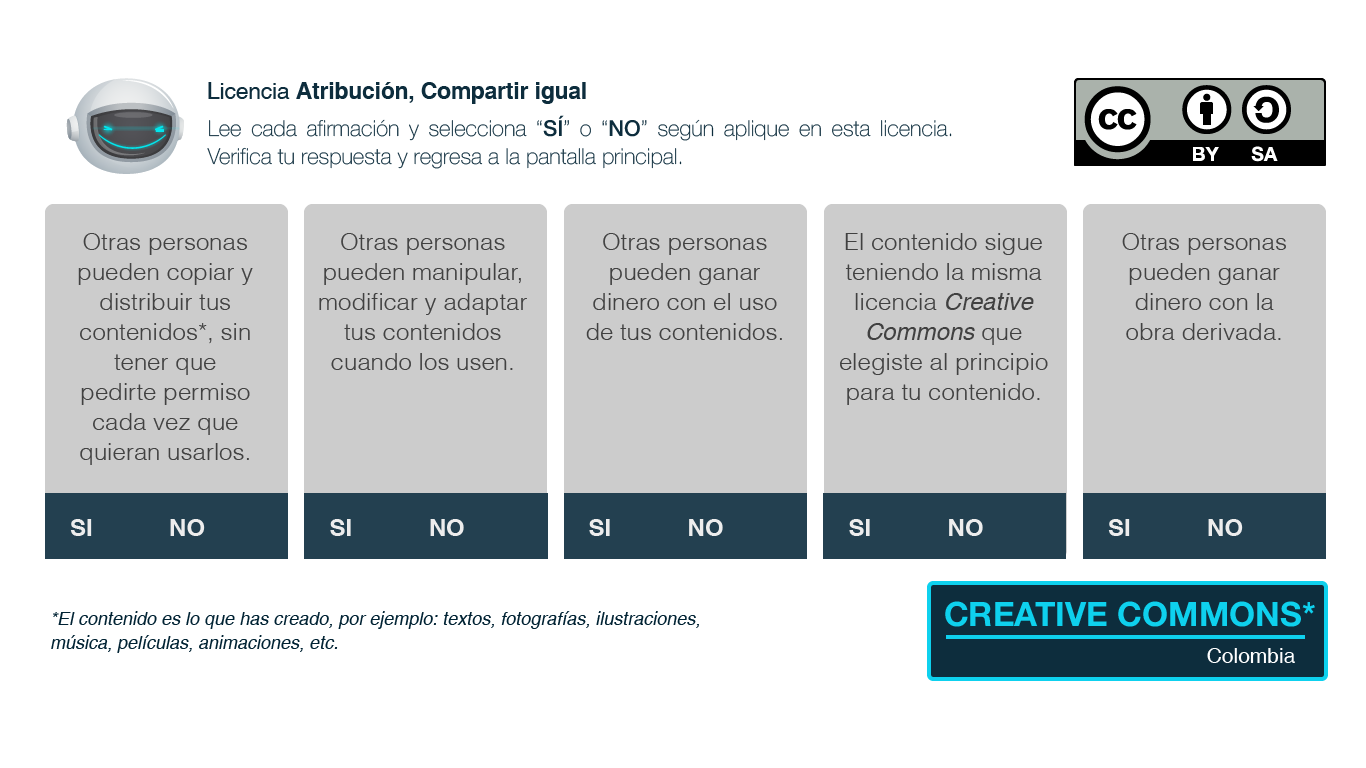 Licencia Atribución, Compartir igual
Lee cada afirmación y selecciona “SÍ” o “NO” según aplique en esta licencia.
Verifica tu respuesta y regresa a la pantalla principal.
cc
BY SA
Otras personas
pueden copiar y
distribuir tus
contenidos*, sin
tener que
pedirte permiso
cada vez que
quieran usarlos.
SI NO
Otras personas
pueden manipular,
modificar y adaptar
tus contenidos
cuando los usen.
SI NO
Otras personas
pueden ganar
dinero con el uso
de tus contenidos.
SI NO
El contenido sigue
teniendo la misma
licencia Creative
Commons que
elegiste al principio
para tu contenido.
SI NO
Otras personas
pueden ganar
dinero con la
obra derivada.
SI NO
*El contenido es lo que has creado, por ejemplo: textos, fotografías, ilustraciones,
música, películas, animaciones, etc.
CREATIVE COMMONS*
Colombia